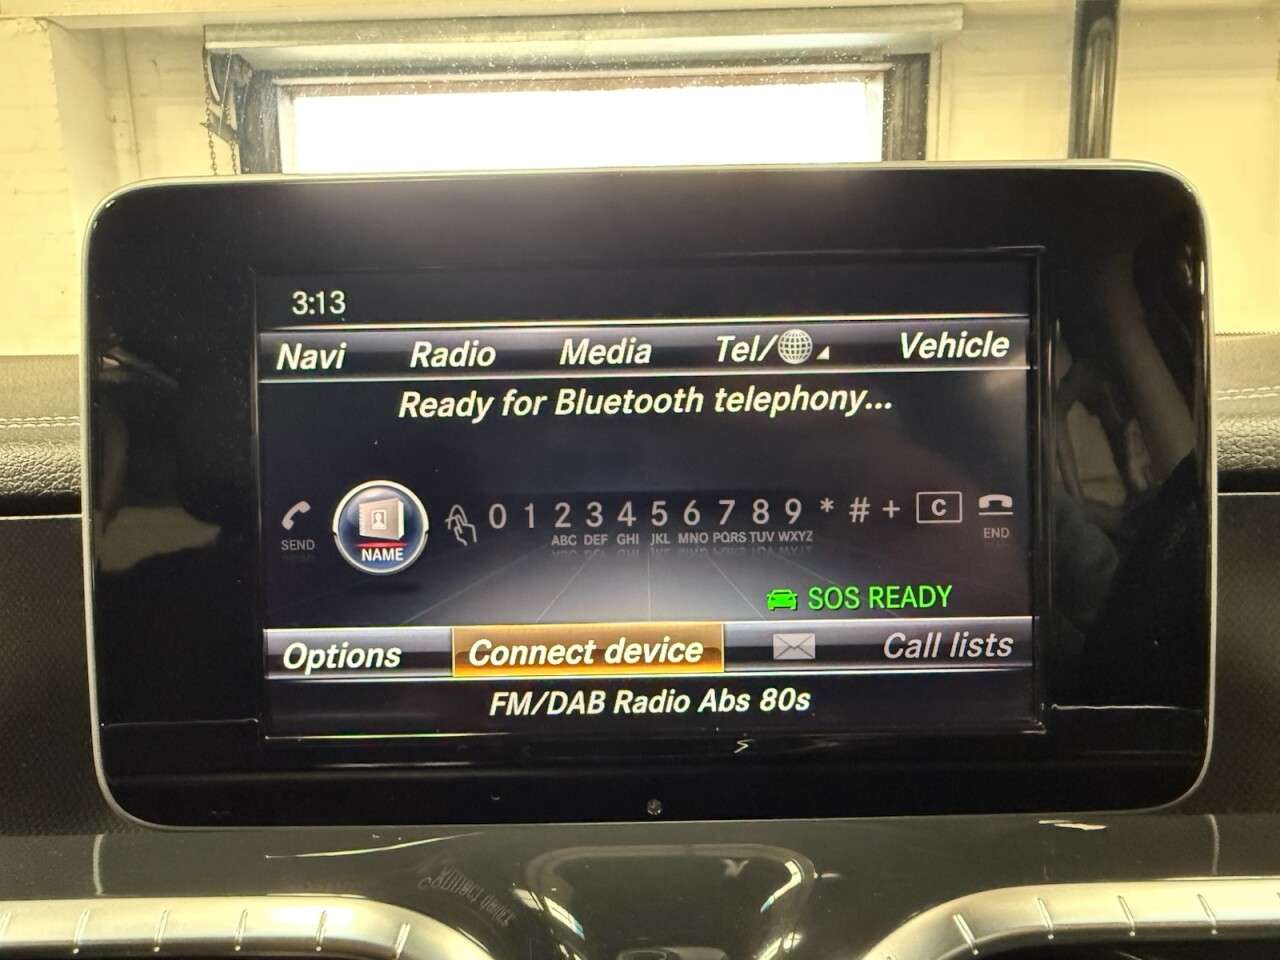 3:13
Navi Radio Media Tel/ Vehicle
Ready for Bluetooth telephony...
SEND NAME 0 1 2 3 4 5 6 7 8 9 * # + C END
ABC DEF GHI JKL MNO PQRS TUV WXYZ
SOS READY
Options Connect device Call lists
FM/DAB Radio Abs 80s